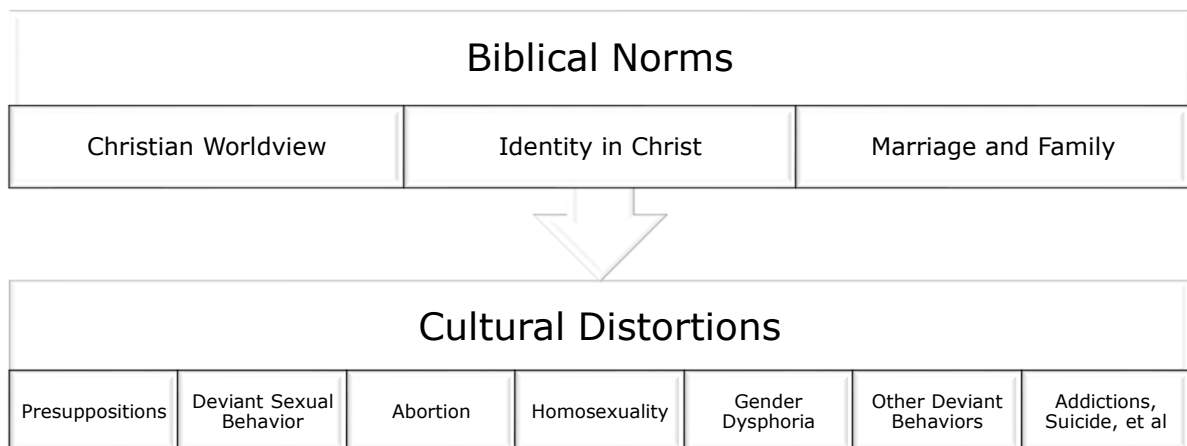 Biblical Norms
Christian Worldview
Identity in Christ
Marriage and Family
Cultural Distortions
Presuppositions
Deviant Sexual
Behavior
Abortion
Homosexuality
Gender
Dysphoria
Other Deviant
Behaviors
Addictions,
Suicide, et al